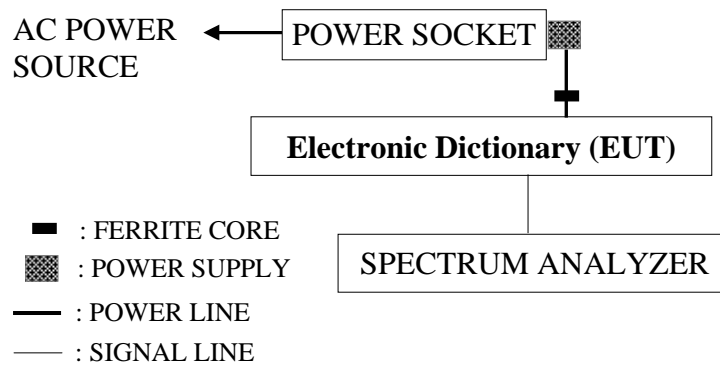 AC POWER
SOURCE
POWER SOCKET
Electronic Dictionary (EUT)
SPECTRUM ANALYZER
: FERRITE CORE
: POWER SUPPLY
: POWER LINE
: SIGNAL LINE